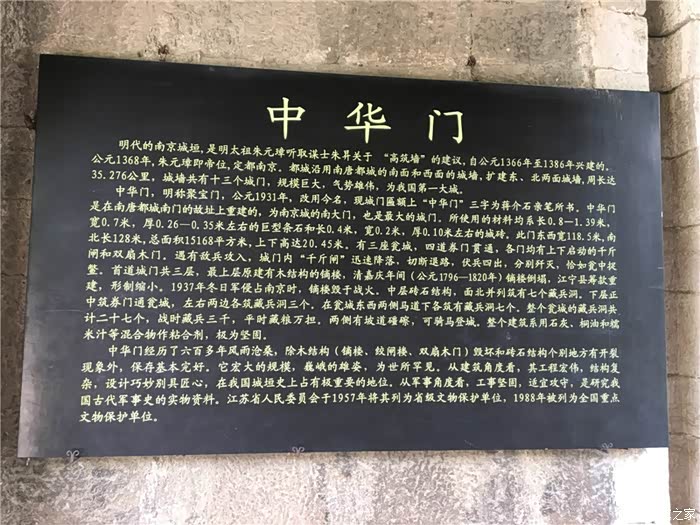 中华门
明代的南京城垣,是明太祖朱元璋听取谋士朱昇关于 “高筑墙”的建议,自公元1366年至1386年兴建的。
公元1368年,朱元璋即帝位,定都南京。都城沿用南唐都城的南面和西面的城墙,扩建东、北两面城墙,周长达
35.276公里,城墙共有十三个城门,规模巨大,气势雄伟,为我国第一大城。
中华门,明称聚宝门,公元1931年,改用今名,现城门匾额上“中华门”三字为蒋介石亲笔所书。中华门
是在南唐都城南门的故址上重建的,为南京城的南大门,也是最大的城门。所使用的材料均系长0.8—1.39米,
宽0.7米,厚0.26—0.35米左右的巨型条石和长0.4米,宽0.2米,厚0.10米左右的城砖。此门东西宽118.5米,南
北长128米,总面积15168平方米,上下高达20.45米。有三座瓮城,四道券门贯通,各门均有上下启动的千斤
闸和双扇木门。遇有敌兵攻入,城门内“千斤闸”迅速降落,切断退路,伏兵四出,分别歼灭,恰如瓮中捉
鳖。首道城门共三层,最上层原建有木结构的镝楼,清嘉庆年间(公元1796—1820年)镝楼倒塌,江宁县筹款重
建,形制缩小。1937年冬日军侵占南京时,镝楼毁于战火。中层砖石结构,面北并列筑有七个藏兵洞。下层正
中筑券门通瓮城,左右两边各筑藏兵洞三个。在瓮城东西两侧马道下各筑有藏兵洞七个。整个瓮城的藏兵洞共
计二十七个,战时藏兵三千,平时藏粮万担。两侧有坡道礓礤,可骑马登城。整个建筑系用石灰、桐油和糯
米汁等混合物作粘合剂,极为坚固。
中华门经历了六百多年风雨沧桑,除木结构(镝楼、绞闸楼、双扇木门)毁坏和砖石结构个别地方有开裂
现象外,保存基本完好。它宏大的规模,巍峨的雄姿,为世所罕见。从建筑角度看,其工程宏伟,结构复
杂,设计巧妙别具匠心,在我国城垣史上占有极重要的地位,从军事角度看,工事坚固,适宜攻守,是研究我
国古代军事史的实物资料。江苏省人民委员会于1957年将其列为省级文物保护单位,1988年被列为全国重点
文物保护单位。
之家